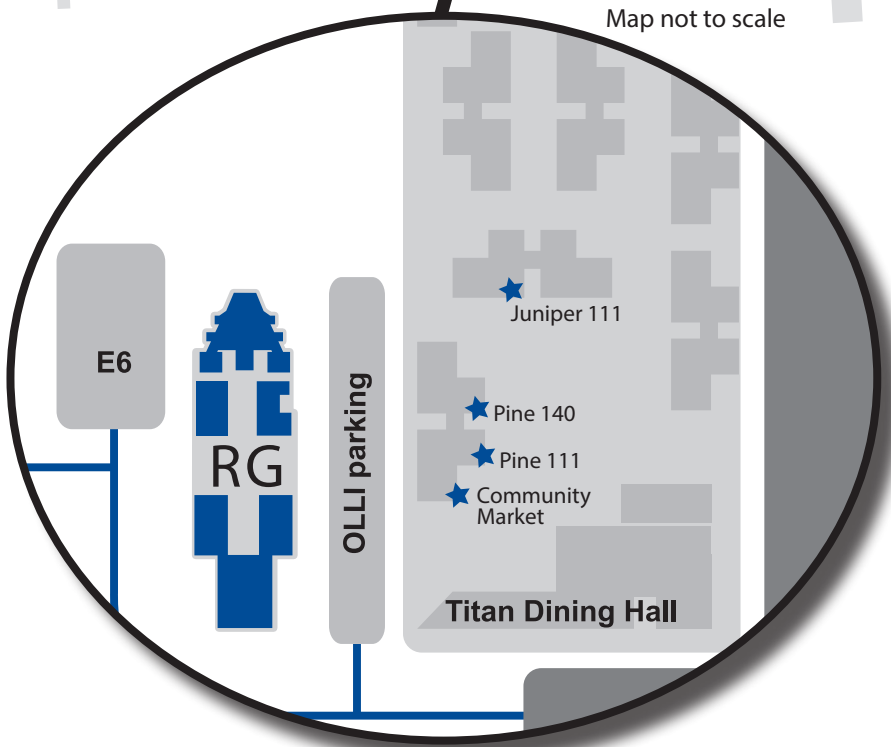 Map not to scale
Juniper 111
E6
Pine 140
RG
OLLI parking
Pine 111
Community
Market
Titan Dining Hall